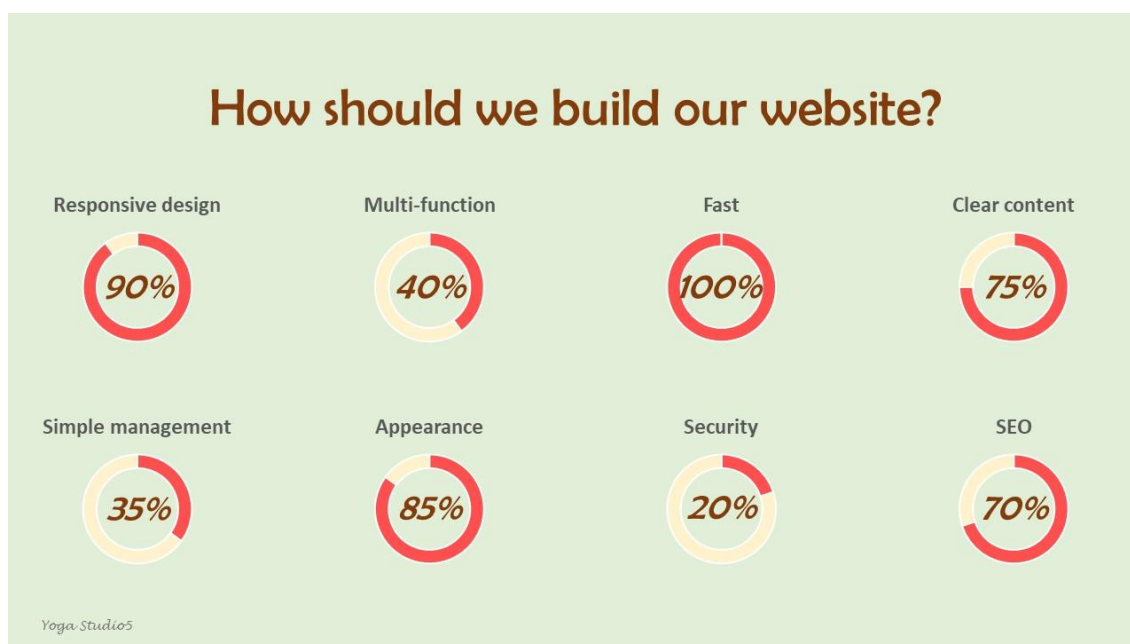 How should we build our website?
Responsive design
Multi-function
Fast
Clear content
90%
40%
100%
75%
Simple management
Appearance
Security
SEO
35%
85%
20%
70%
Yoga Studio5